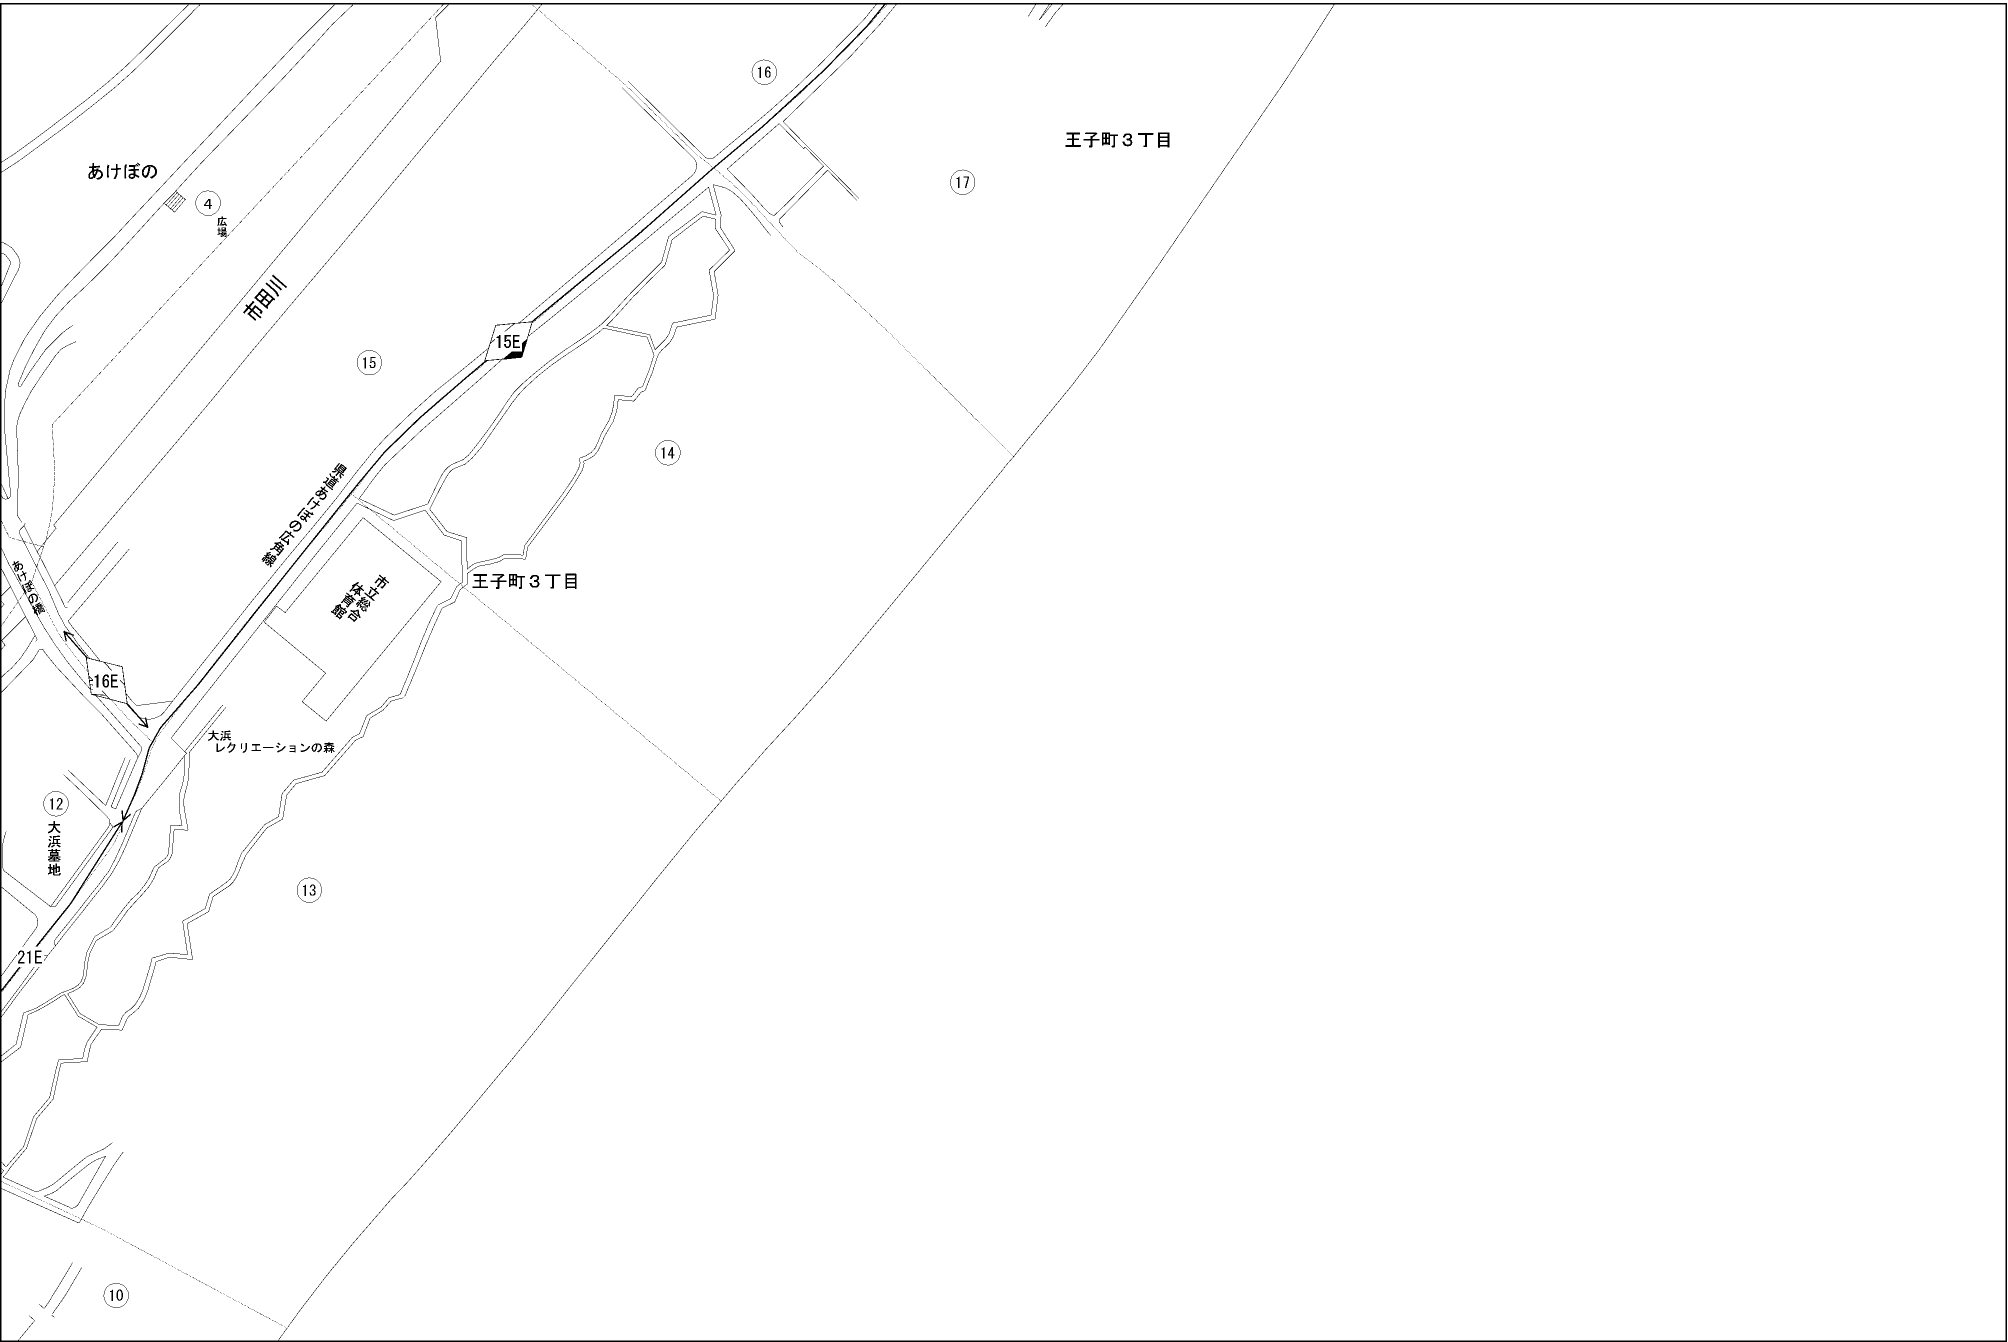 16
王子町３丁目
あけぼの
17
4
広場
市田川
15E
15
14
県道あけぼの広角線
あけぼの橋
市立総合
体育館
王子町３丁目
16E
大浜
レクリエーションの森
12
大浜墓地
13
21E
10